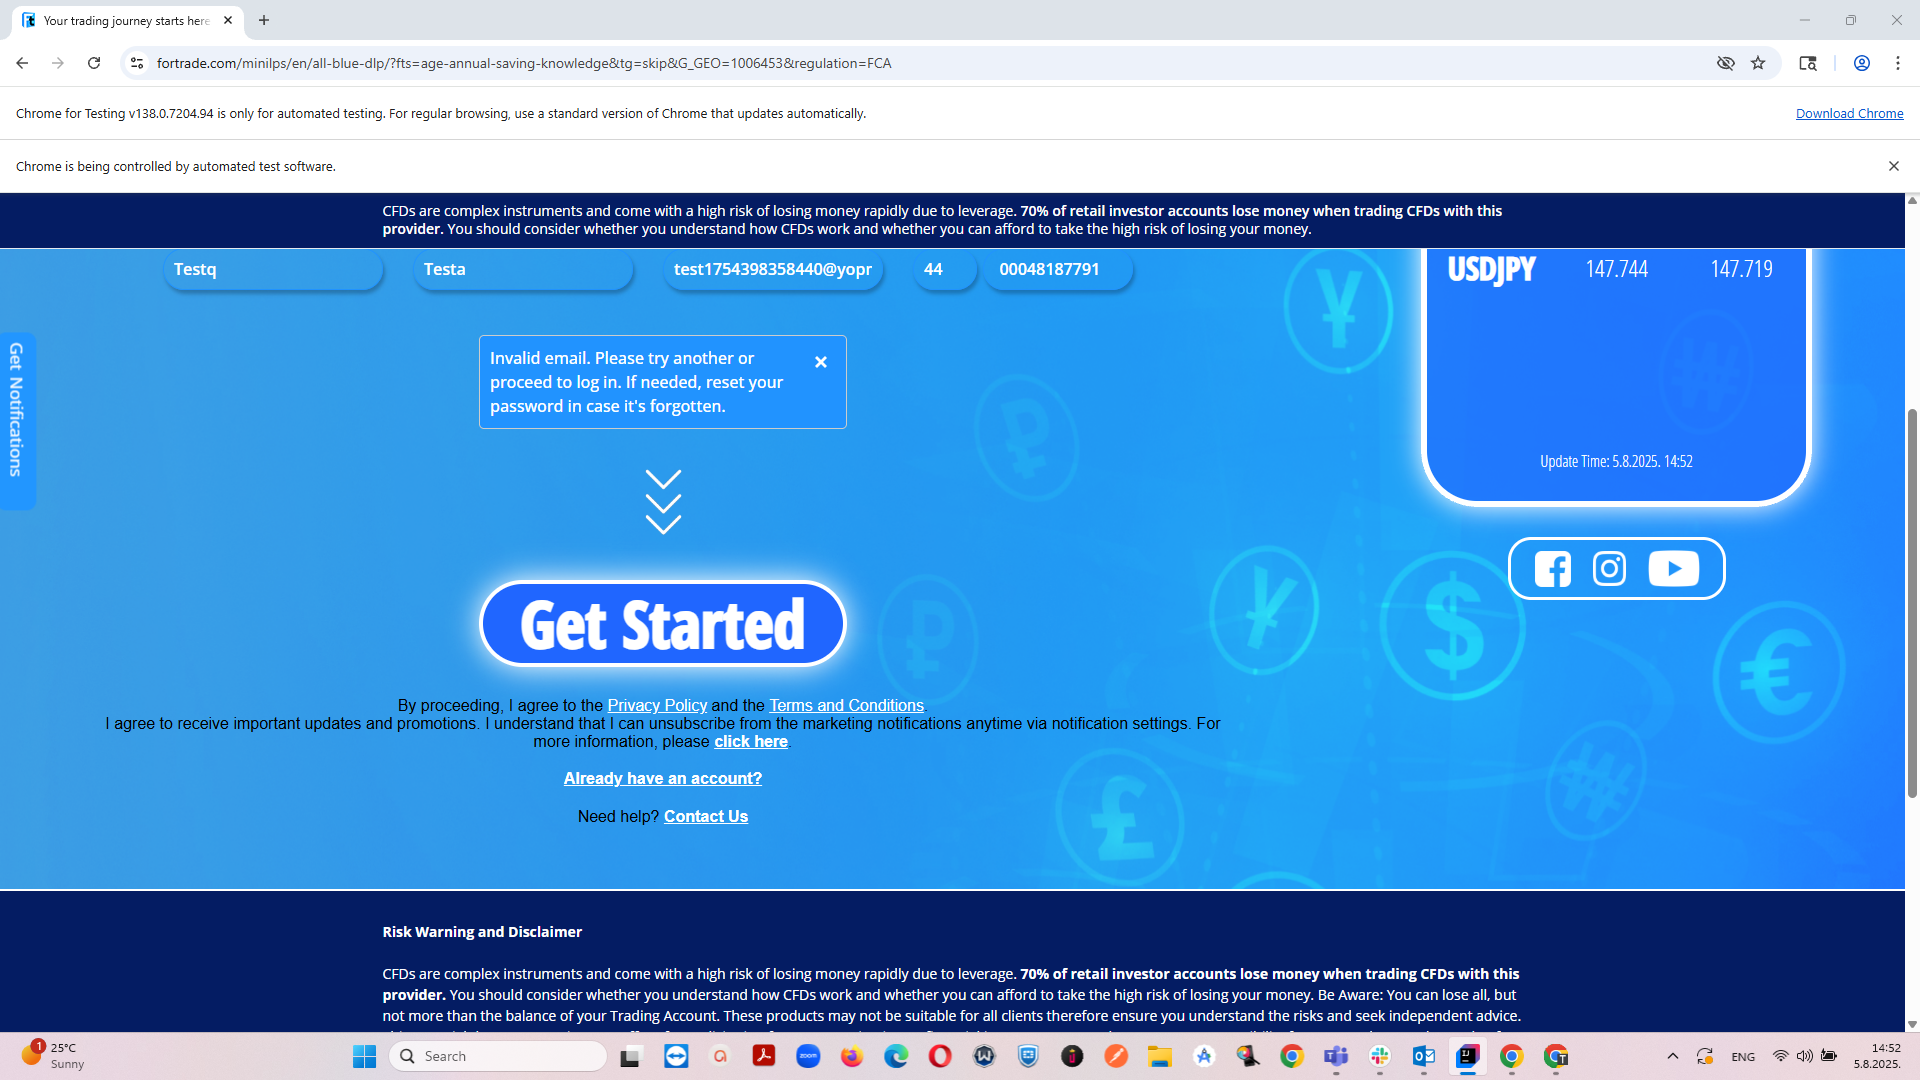 Your trading journey starts here
fortrade.com/minilps/en/all-blue-dlp/?fts=age-annual-saving-knowledge&tg=skip&G_GEO=1006453&regulation=FCA
Chrome for Testing v138.0.7204.94 is only for automated testing. For regular browsing, use a standard version of Chrome that updates automatically.
Download Chrome
Chrome is being controlled by automated test software.
CFDs are complex instruments and come with a high risk of losing money rapidly due to leverage. 70% of retail investor accounts lose money when trading CFDs with this
provider. You should consider whether you understand how CFDs work and whether you can afford to take the high risk of losing your money.
Testq
Testa
test1754398358440@yopr
44
00048187791
USDJPY 147.744 147.719
Get Notifications
Invalid email. Please try another or
proceed to log in. If needed, reset your
password in case it's forgotten.
Update Time: 5.8.2025. 14:52
Get Started
By proceeding, I agree to the Privacy Policy and the Terms and Conditions.
I agree to receive important updates and promotions. I understand that I can unsubscribe from the marketing notifications anytime via notification settings. For
more information, please click here.
Already have an account?
Need help? Contact Us
Risk Warning and Disclaimer
CFDs are complex instruments and come with a high risk of losing money rapidly due to leverage. 70% of retail investor accounts lose money when trading CFDs with this
provider. You should consider whether you understand how CFDs work and whether you can afford to take the high risk of losing your money. Be Aware: You can lose all, but
not more than the balance of your Trading Account. These products may not be suitable for all clients therefore ensure you understand the risks and seek independent advice.
1
25°C
Sunny
Search
zoom
ENG
14:52
5.8.2025.